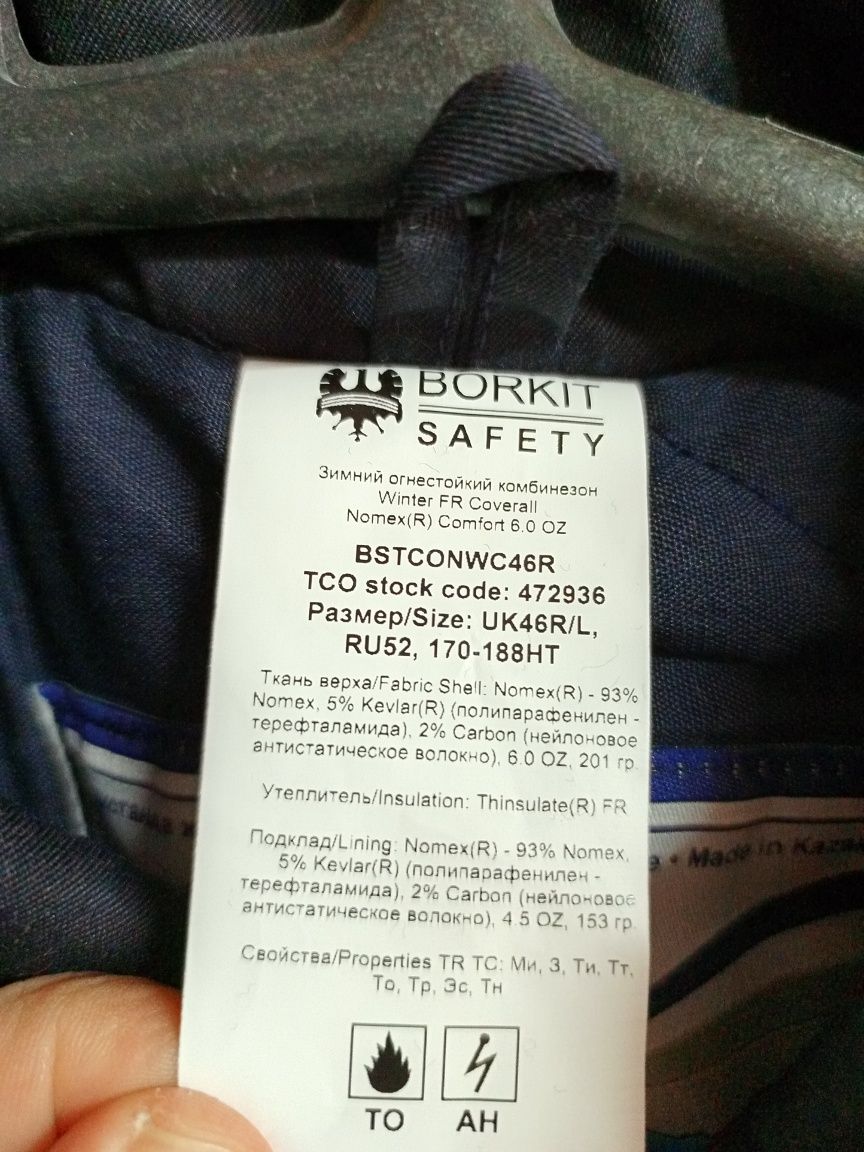 BORKIT
SAFETY
Зимний огнестойкий комбинезон
Winter FR Coverall
Nomex(R) Comfort 6.0 OZ
BSTCONWC46R
TCO stock code: 472936
Размер/Size: UK46R/L,
RU52, 170-188HT
Ткань верха/Fabric Shell: Nomex(R) - 93%
Nomex, 5% Kevlar(R) (полипарафенилен -
терефталамида), 2% Carbon (нейлоновое
антистатическое волокно), 6.0 OZ, 201 гр.
Утеплитель/Insulation: Thinsulate(R) FR
Подклад/Lining: Nomex(R) - 93% Nomex,
5% Kevlar(R) (полипарафенилен -
терефталамида), 2% Carbon (нейлоновое
антистатическое волокно), 4.5 OZ, 153 гр.
Свойства/Properties TR TC: Ми, З, Ти, Тт,
То, Тр, Эс, Тн
ТО АН
• Made in